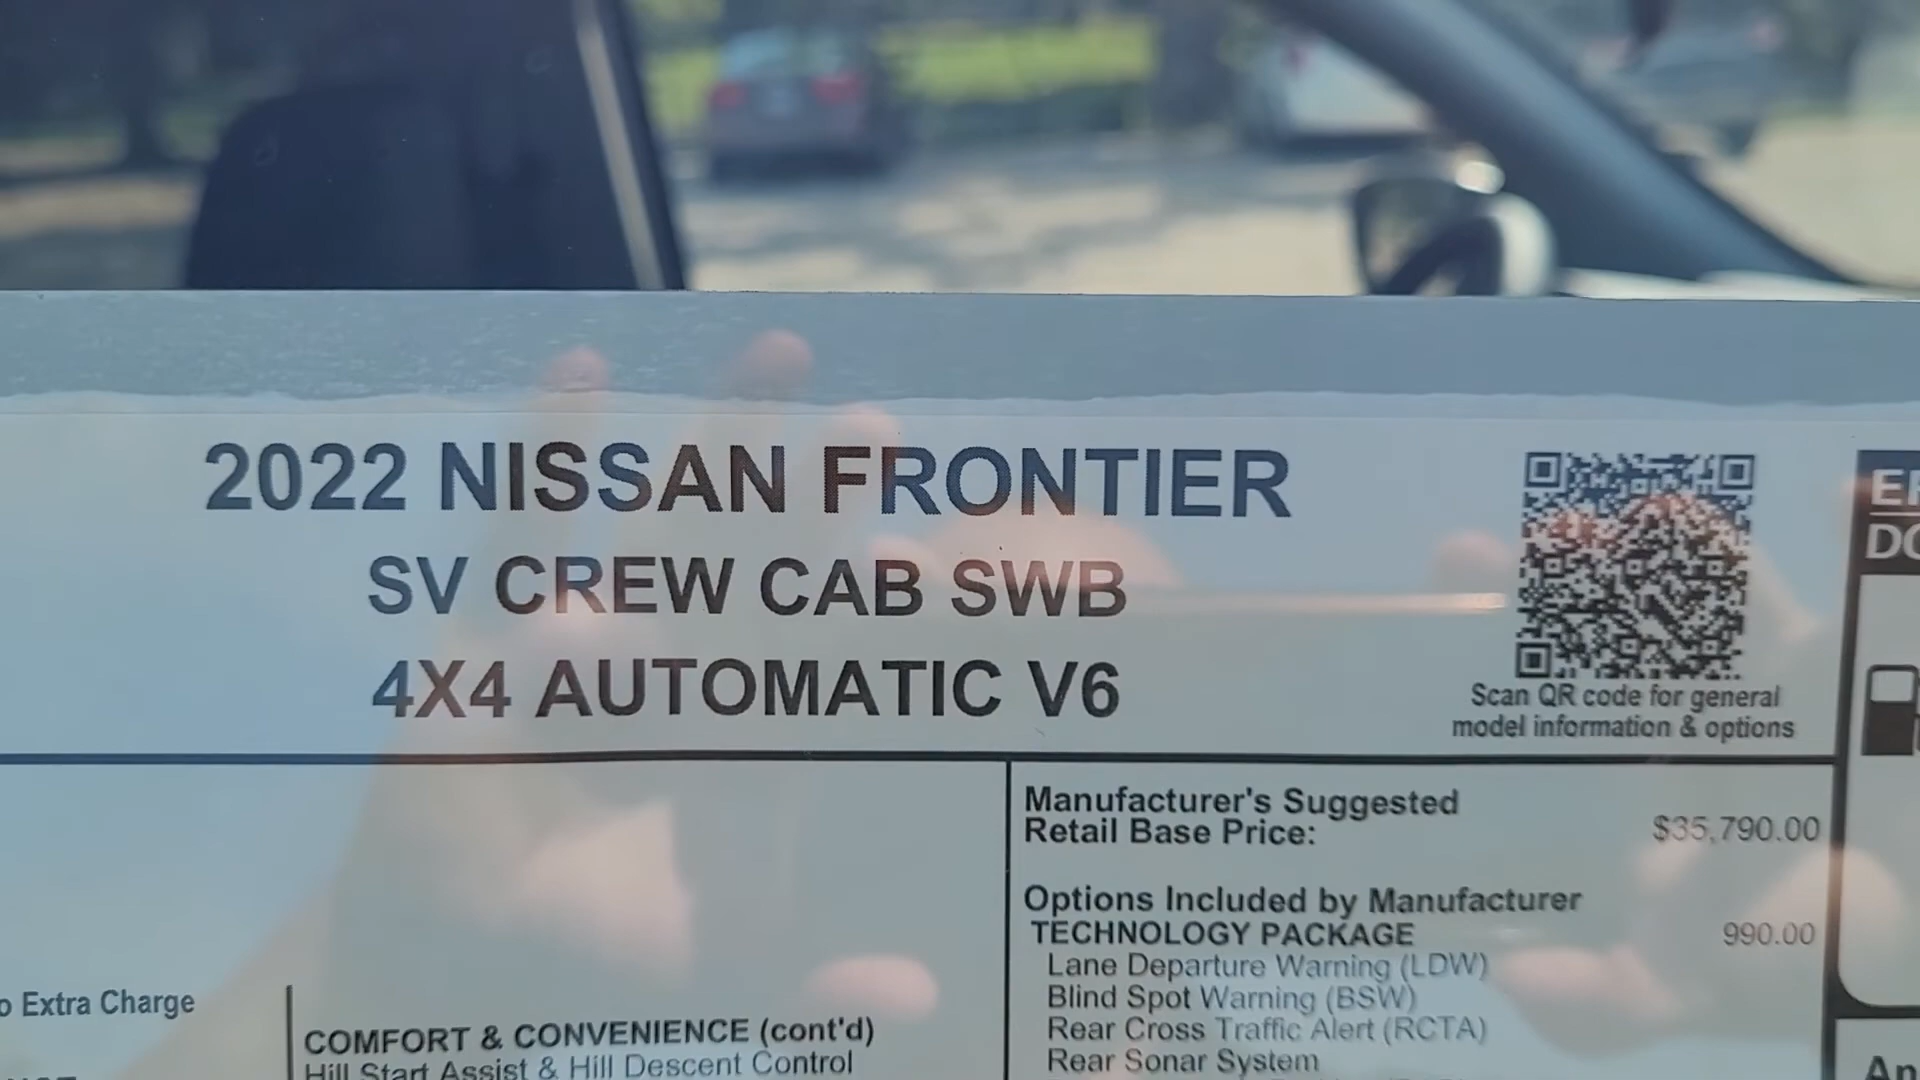 2022 NISSAN FRONTIER
SV CREW CAB SWB
4X4 AUTOMATIC V6
Scan QR code for general
model information & options
Manufacturer's Suggested
Retail Base Price: $35,790.00
Options Included by Manufacturer
TECHNOLOGY PACKAGE 990.00
Lane Departure Warning (LDW)
Blind Spot Warning (BSW)
Rear Cross Traffic Alert (RCTA)
Rear Sonar System
Extra Charge
COMFORT & CONVENIENCE (cont'd)
Hill Start Assist & Hill Descent Control